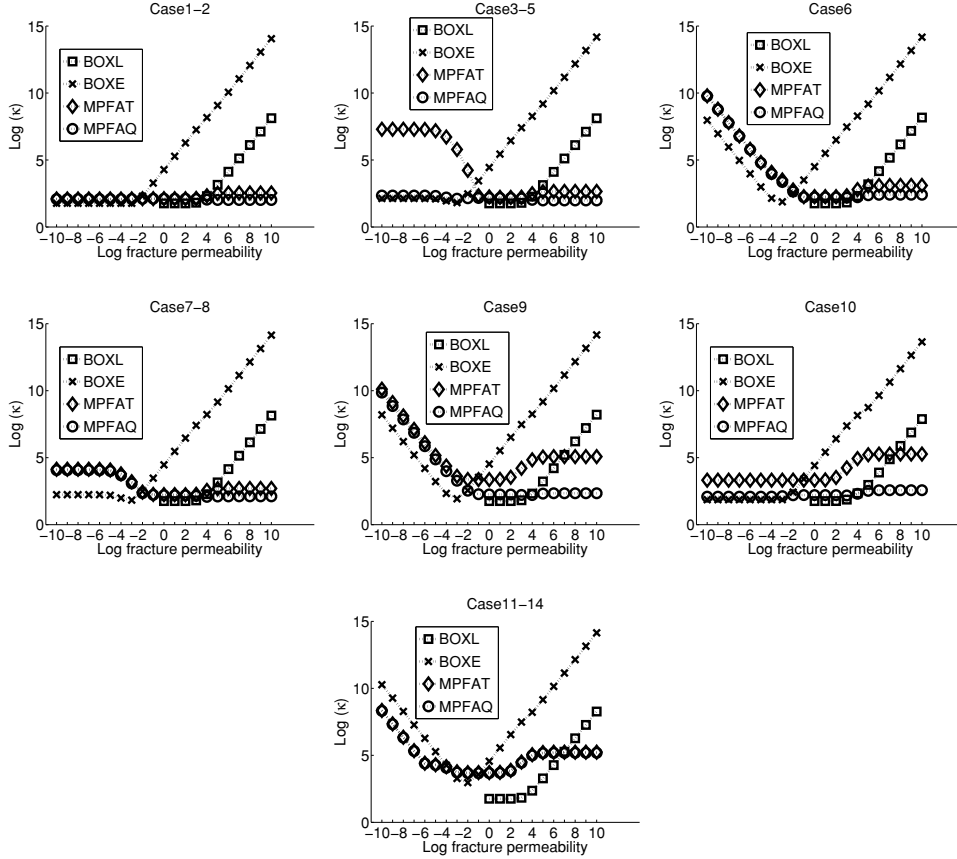 Case1−2
15
10
5
0
Log (κ)
BOXL
BOXE
MPFAT
MPFAQ
−10 −8 −6 −4 −2 0 2 4 6 8 10
Log fracture permeability
Case3−5
15
10
5
0
Log (κ)
BOXL
BOXE
MPFAT
MPFAQ
−10 −8 −6 −4 −2 0 2 4 6 8 10
Log fracture permeability
Case6
15
10
5
0
Log (κ)
BOXL
BOXE
MPFAT
MPFAQ
−10 −8 −6 −4 −2 0 2 4 6 8 10
Log fracture permeability
Case7−8
15
10
5
0
Log (κ)
BOXL
BOXE
MPFAT
MPFAQ
−10 −8 −6 −4 −2 0 2 4 6 8 10
Log fracture permeability
Case9
15
10
5
0
Log (κ)
BOXL
BOXE
MPFAT
MPFAQ
−10 −8 −6 −4 −2 0 2 4 6 8 10
Log fracture permeability
Case10
15
10
5
0
Log (κ)
BOXL
BOXE
MPFAT
MPFAQ
−10 −8 −6 −4 −2 0 2 4 6 8 10
Log fracture permeability
Case11−14
15
10
5
0
Log (κ)
BOXL
BOXE
MPFAT
MPFAQ
−10 −8 −6 −4 −2 0 2 4 6 8 10
Log fracture permeability